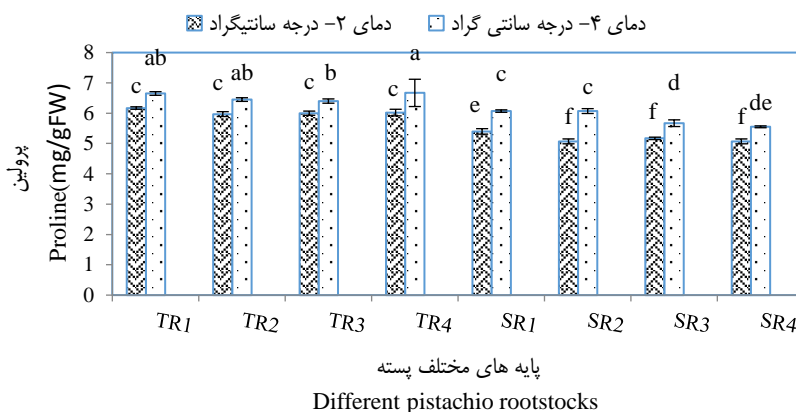 دمای ۲- درجه سانتیگراد دمای ۴- درجه سانتی گراد
8
7
6
5
4
3
2
1
0
پرولین
Proline(mg/gFW)
c ab c ab c b c a e c f c f d f de
TR1 TR2 TR3 TR4 SR1 SR2 SR3 SR4
پایه های مختلف پسته
Different pistachio rootstocks